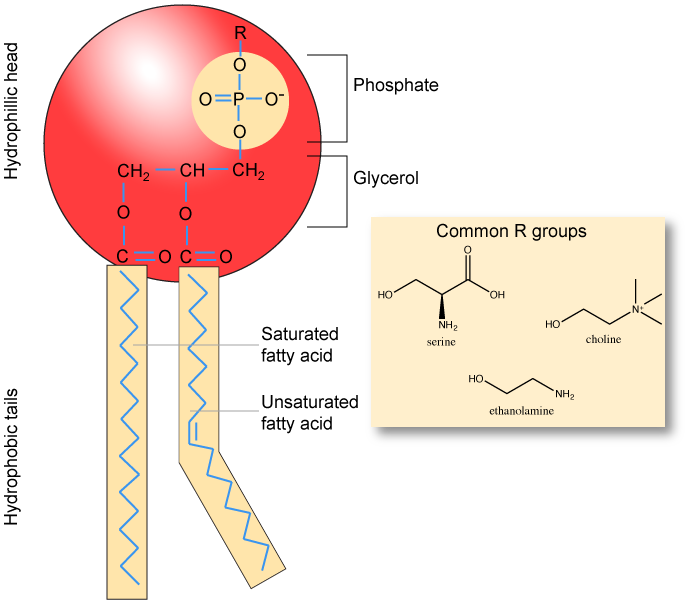 Hydrophillic head
R
O
O
P
O-
O
Phosphate
CH2
CH
CH2
Glycerol
O
O
C
O
C
O
Saturated
fatty acid
Unsaturated
fatty acid
Hydrophobic tails
Common R groups
O
HO
OH
NH2
serine
N+
HO
choline
HO
NH2
ethanolamine